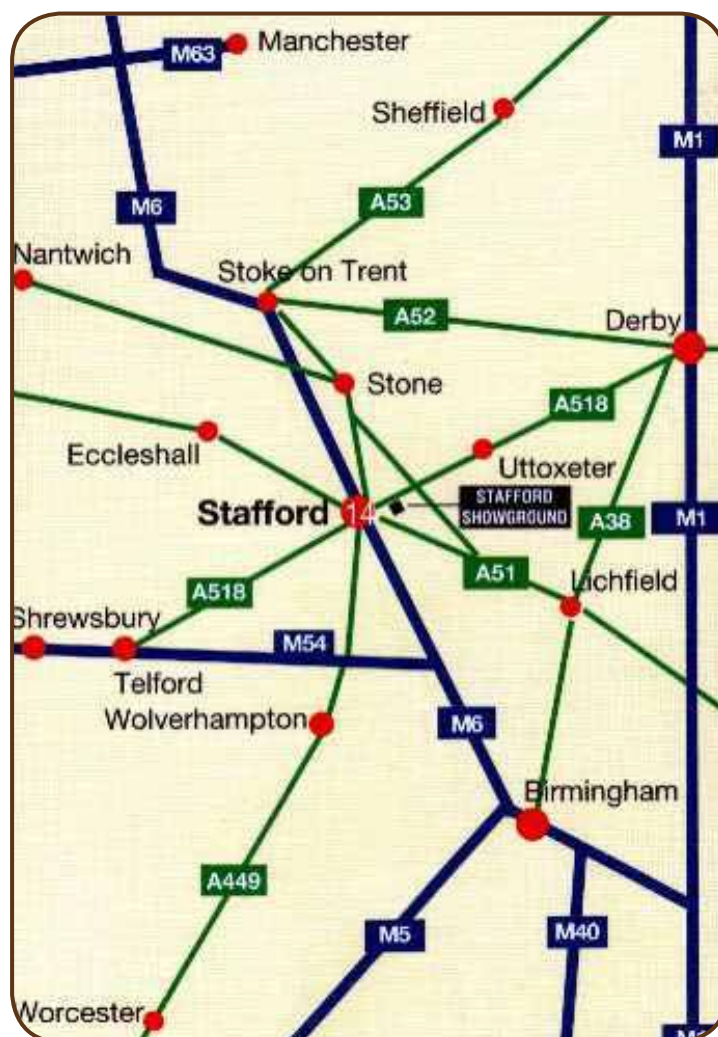 Manchester
M63
Sheffield
M1
A53
M6
Nantwich
Stoke on Trent
A52
Derby
Stone
A518
Eccleshall
Uttoxeter
STAFFORD
SHOWGROUND
Stafford
14
A38
M1
A51
Lichfield
A518
Shrewsbury
M54
Telford
Wolverhampton
M6
Birmingham
A449
M5
M40
Worcester